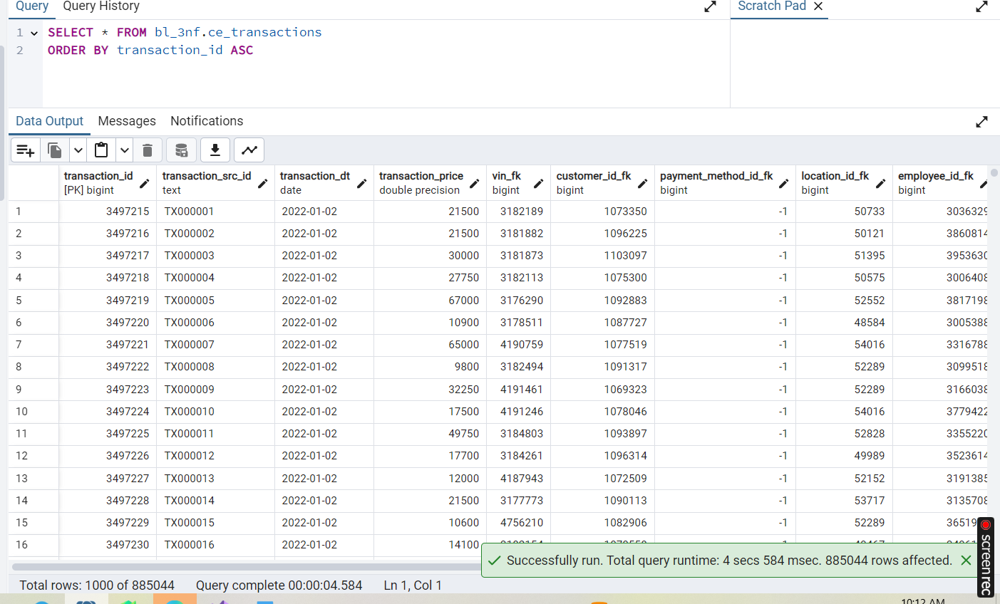 Query Query History
Scratch Pad
1 SELECT * FROM bl_3nf.ce_transactions
2 ORDER BY transaction_id ASC
Data Output Messages Notifications
transaction_id transaction_src_id transaction_dt transaction_price vin_fk customer_id_fk payment_method_id_fk location_id_fk employee_id_fk
[PK] bigint text date double precision bigint bigint bigint bigint bigint
1 3497215 TX000001 2022-01-02 21500 3182189 1073350 -1 50733 3036329
2 3497216 TX000002 2022-01-02 21500 3181882 1096225 -1 50121 3860814
3 3497217 TX000003 2022-01-02 30000 3181873 1103097 -1 51395 3953630
4 3497218 TX000004 2022-01-02 27750 3182113 1075300 -1 50575 3006408
5 3497219 TX000005 2022-01-02 67000 3176290 1092883 -1 52552 3817198
6 3497220 TX000006 2022-01-02 10900 3178511 1087727 -1 48584 3005388
7 3497221 TX000007 2022-01-02 65000 4190759 1077519 -1 54016 3316788
8 3497222 TX000008 2022-01-02 9800 3182494 1091317 -1 52289 3099518
9 3497223 TX000009 2022-01-02 32250 4191461 1069323 -1 52289 3166038
10 3497224 TX000010 2022-01-02 17500 4191246 1078046 -1 54016 3779422
11 3497225 TX000011 2022-01-02 49750 3184803 1093897 -1 52828 3355220
12 3497226 TX000012 2022-01-02 17700 3184261 1096314 -1 49989 3523614
13 3497227 TX000013 2022-01-02 12000 4187943 1072509 -1 52152 3191385
14 3497228 TX000014 2022-01-02 21500 3177773 1090113 -1 53717 3135708
15 3497229 TX000015 2022-01-02 10600 4756210 1082906 -1 52289 36519
16 3497230 TX000016 2022-01-02 14100
Successfully run. Total query runtime: 4 secs 584 msec. 885044 rows affected.
screenrec
Total rows: 1000 of 885044 Query complete 00:00:04.584 Ln 1, Col 1
10:12 AM